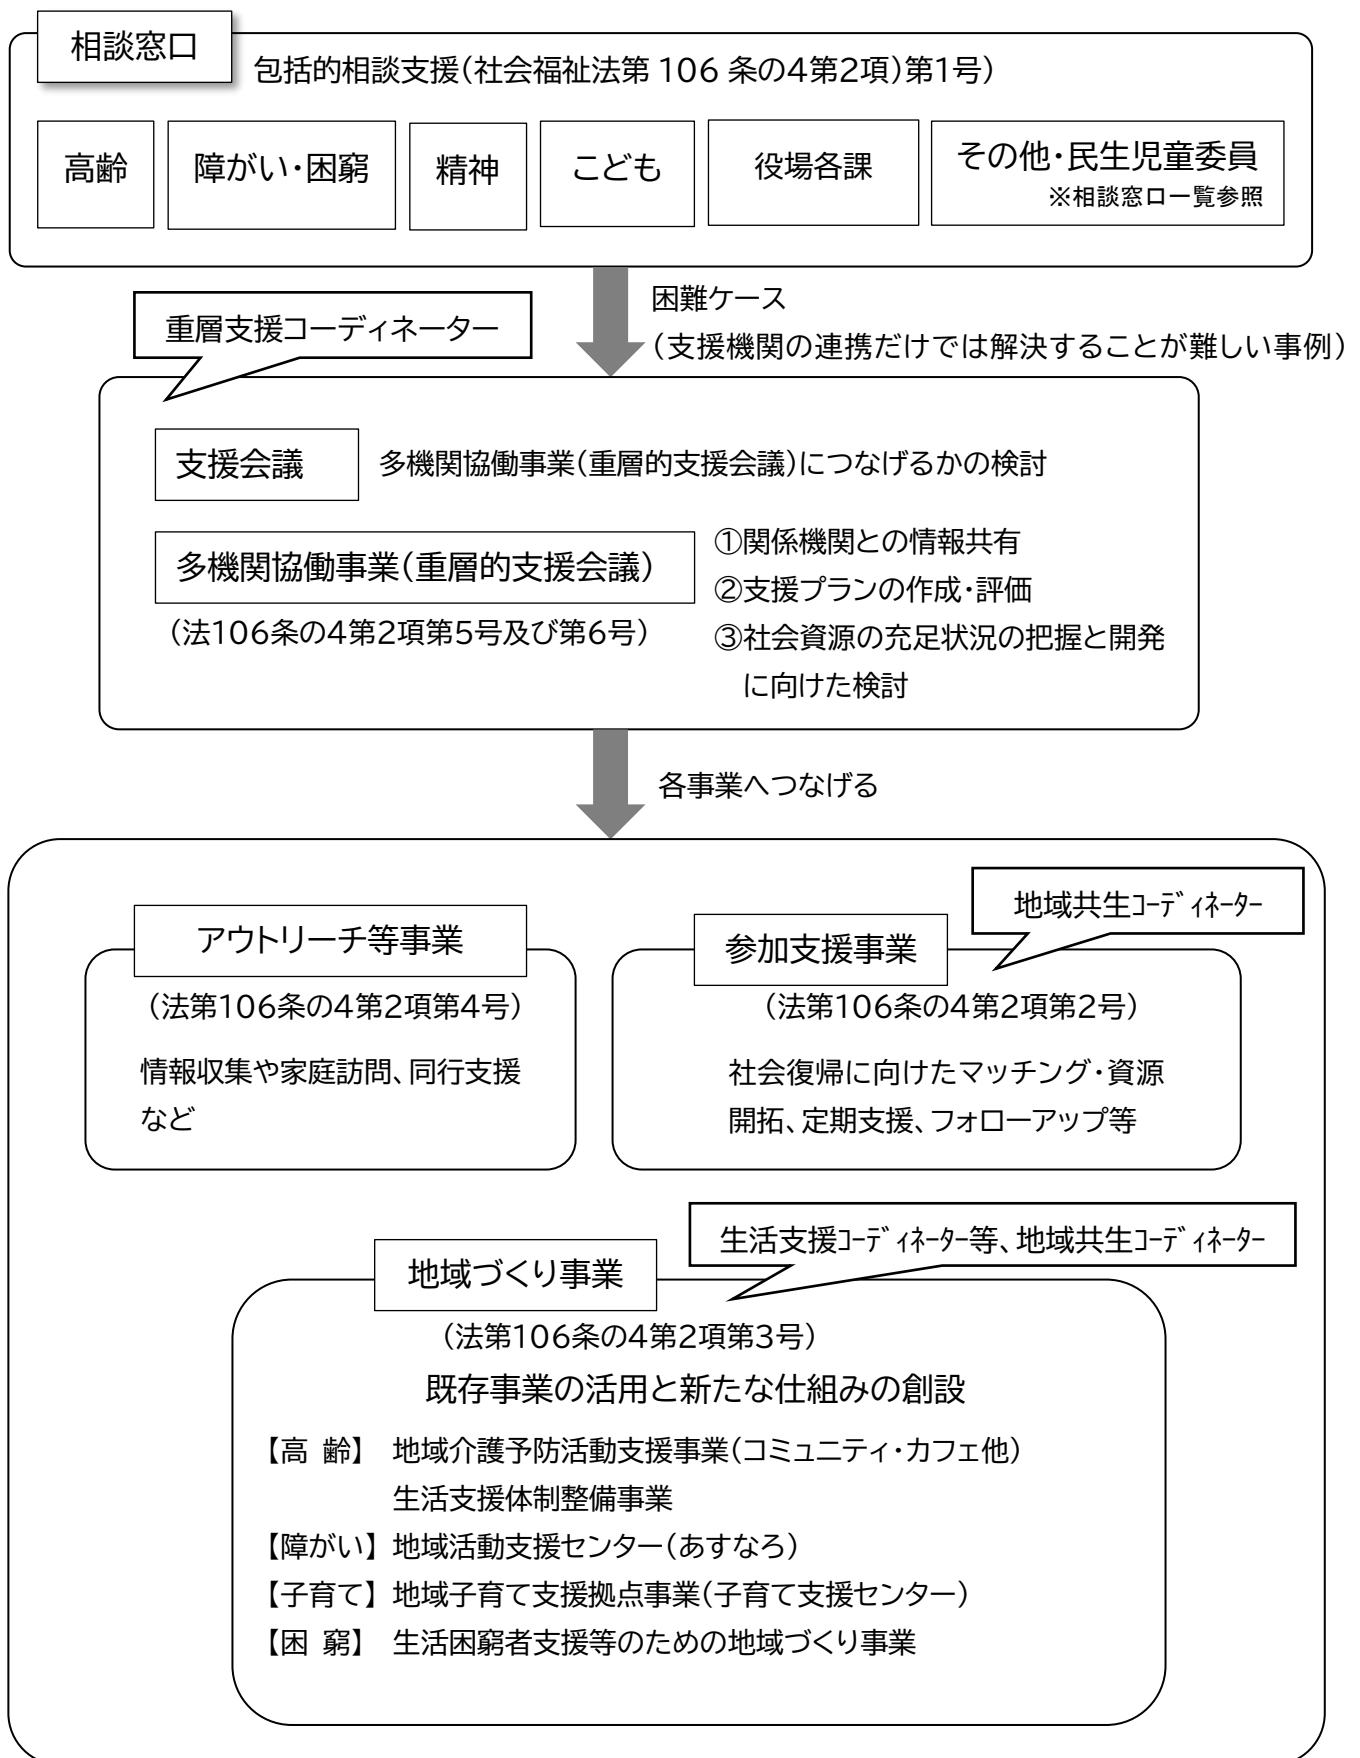 相談窓口
包括的相談支援(社会福祉法第 106 条の4第2項)第1号)
高齢
障がい・困窮
精神
こども
役場各課
その他・民生児童委員
※相談窓口一覧参照
困難ケース
(支援機関の連携だけでは解決することが難しい事例)
重層支援コーディネーター
支援会議
多機関協働事業(重層的支援会議)につなげるかの検討
多機関協働事業(重層的支援会議)
(法106条の4第2項第5号及び第6号)
①関係機関との情報共有
②支援プランの作成・評価
③社会資源の充足状況の把握と開発
に向けた検討
各事業へつなげる
地域共生ｺｰﾃﾞｨﾈｰﾀｰ
アウトリーチ等事業
(法第106条の4第2項第4号)
情報収集や家庭訪問、同行支援
など
参加支援事業
(法第106条の4第2項第2号)
社会復帰に向けたマッチング・資源
開拓、定期支援、フォローアップ等
生活支援ｺｰﾃﾞｨﾈｰﾀｰ等、地域共生ｺｰﾃﾞｨﾈｰﾀｰ
地域づくり事業
(法第106条の4第2項第3号)
既存事業の活用と新たな仕組みの創設
【高 齢】 地域介護予防活動支援事業(コミュニティ・カフェ他)
生活支援体制整備事業
【障がい】 地域活動支援センター(あすなろ)
【子育て】 地域子育て支援拠点事業(子育て支援センター)
【困 窮】 生活困窮者支援等のための地域づくり事業